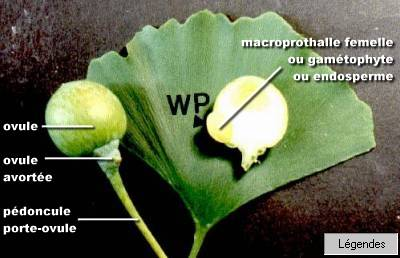 macroprothalle femelle
ou gamétophyte
ou endosperme
WP
ovule
ovule
avortée
pédoncule
porte-ovule
Légendes